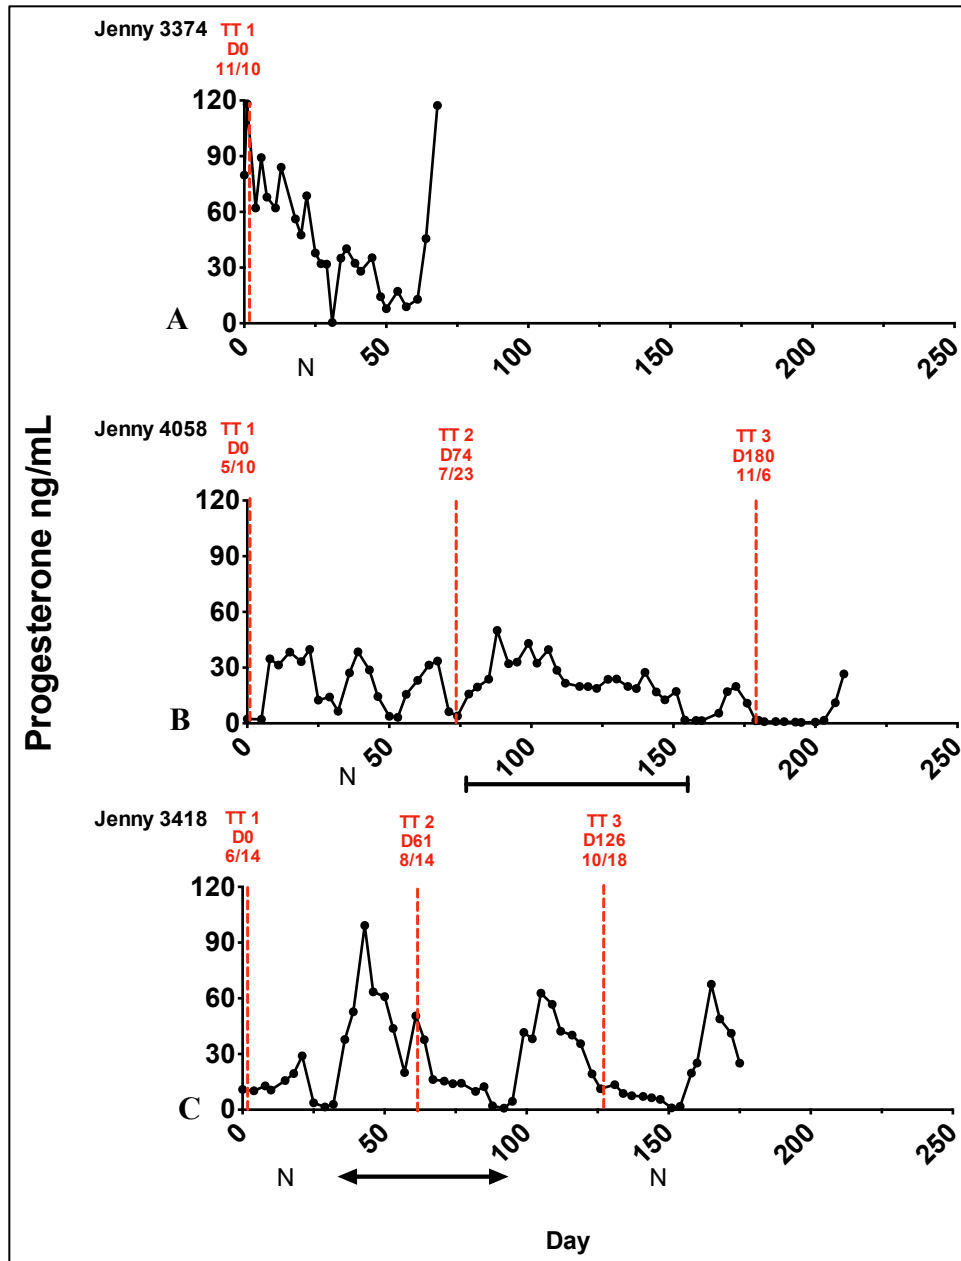 Jenny 3374
TT 1
D0
11/10
120
90
60
30
0
A
0
50
100
150
200
250
N
Progesterone ng/mL
Jenny 4058
TT 1
D0
5/10
TT 2
D74
7/23
TT 3
D180
11/6
120
90
60
30
0
B
0
50
100
150
200
250
N
Jenny 3418
TT 1
D0
6/14
TT 2
D61
8/14
TT 3
D126
10/18
120
90
60
30
0
C
0
50
100
150
200
250
N
N
Day